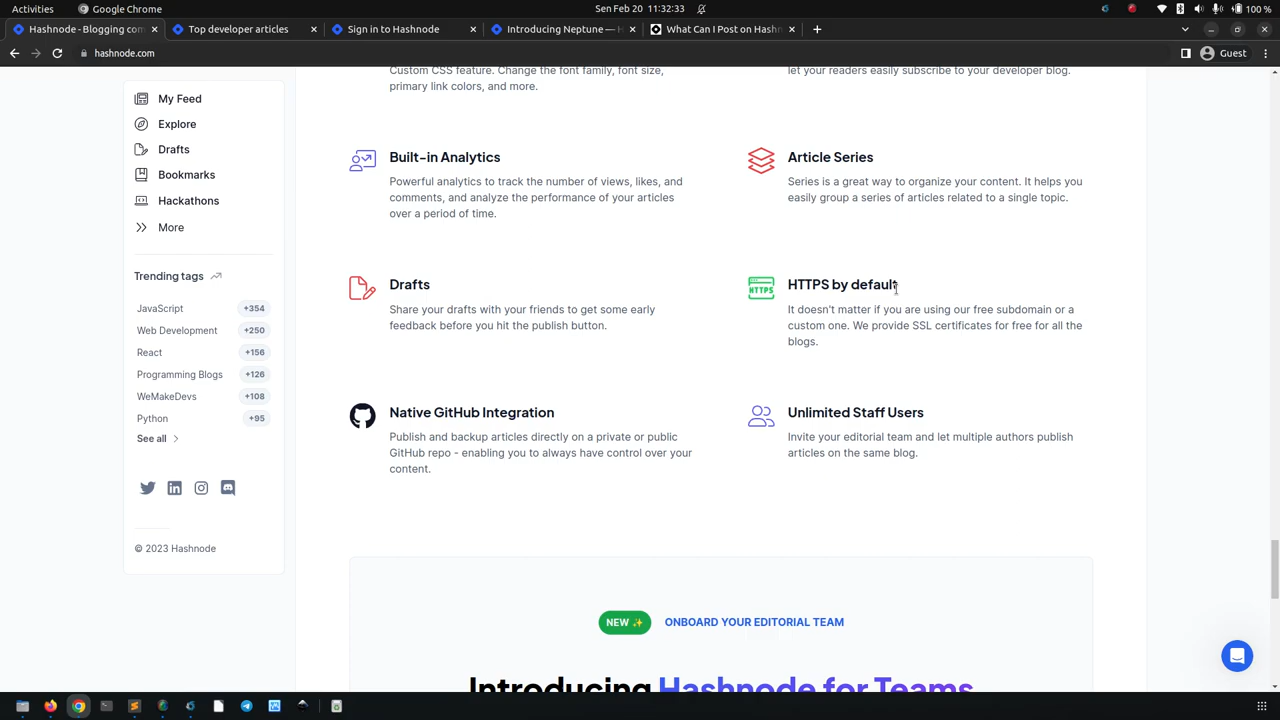 Activities
Google Chrome
Sen Feb 20 11:32:33
100 %
Hashnode - Blogging com
Top developer articles
Sign in to Hashnode
Introducing Neptune — H
What Can I Post on Hashn
hashnode.com
Guest
My Feed
Explore
Drafts
Bookmarks
Hackathons
More
Trending tags
JavaScript +354
Web Development +250
React +156
Programming Blogs +126
WeMakeDevs +108
Python +95
See all
© 2023 Hashnode
Custom CSS feature. Change the font family, font size,
primary link colors, and more.
let your readers easily subscribe to your developer blog.
Built-in Analytics
Powerful analytics to track the number of views, likes, and
comments, and analyze the performance of your articles
over a period of time.
Article Series
Series is a great way to organize your content. It helps you
easily group a series of articles related to a single topic.
Drafts
Share your drafts with your friends to get some early
feedback before you hit the publish button.
HTTPS
HTTPS by default
It doesn't matter if you are using our free subdomain or a
custom one. We provide SSL certificates for free for all the
blogs.
Native GitHub Integration
Publish and backup articles directly on a private or public
GitHub repo - enabling you to always have control over your
content.
Unlimited Staff Users
Invite your editorial team and let multiple authors publish
articles on the same blog.
NEW ✨ ONBOARD YOUR EDITORIAL TEAM
Introducing Hashnode for Teams